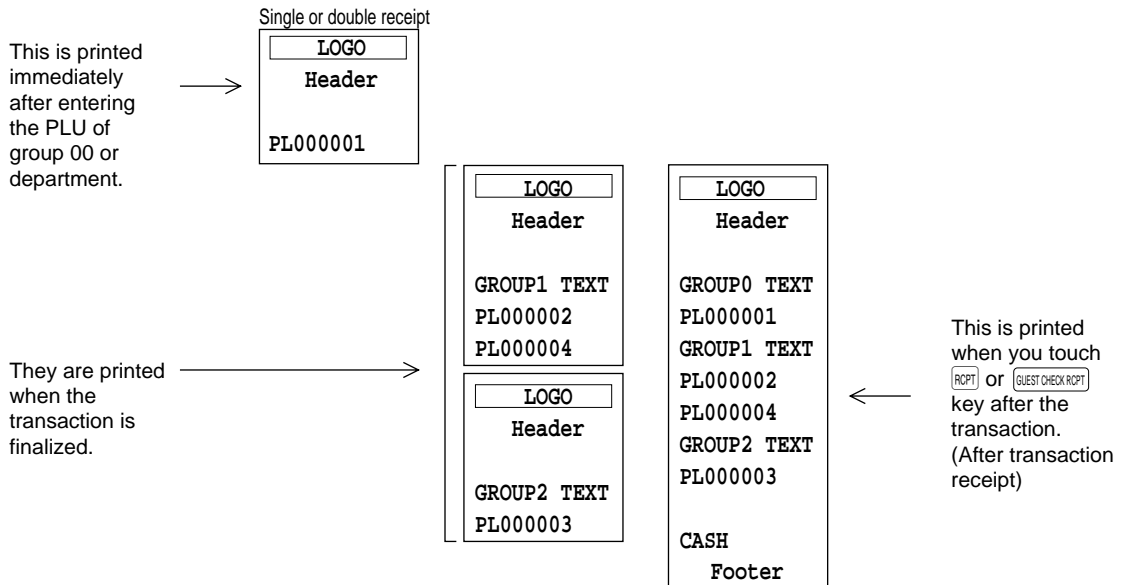 Single or double receipt
This is printed
immediately
after entering
the PLU of
group 00 or
department.
LOGO
Header
PL000001
They are printed
when the
transaction is
finalized.
LOGO
Header
GROUP1 TEXT
PL000002
PL000004
LOGO
Header
GROUP2 TEXT
PL000003
LOGO
Header
GROUP0 TEXT
PL000001
GROUP1 TEXT
PL000002
PL000004
GROUP2 TEXT
PL000003
CASH
Footer
This is printed
when you touch
RCPT or GUEST CHECK RCPT
key after the
transaction.
(After transaction
receipt)